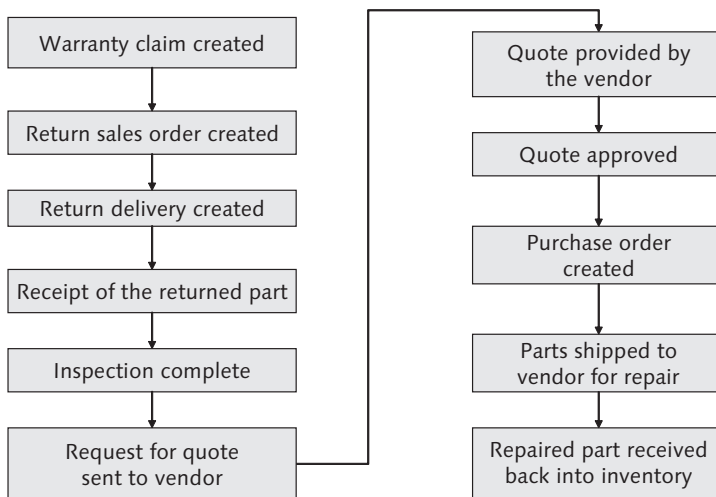 Warranty claim created
Return sales order created
Return delivery created
Receipt of the returned part
Inspection complete
Request for quote
sent to vendor
Quote provided by
the vendor
Quote approved
Purchase order
created
Parts shipped to
vendor for repair
Repaired part received
back into inventory